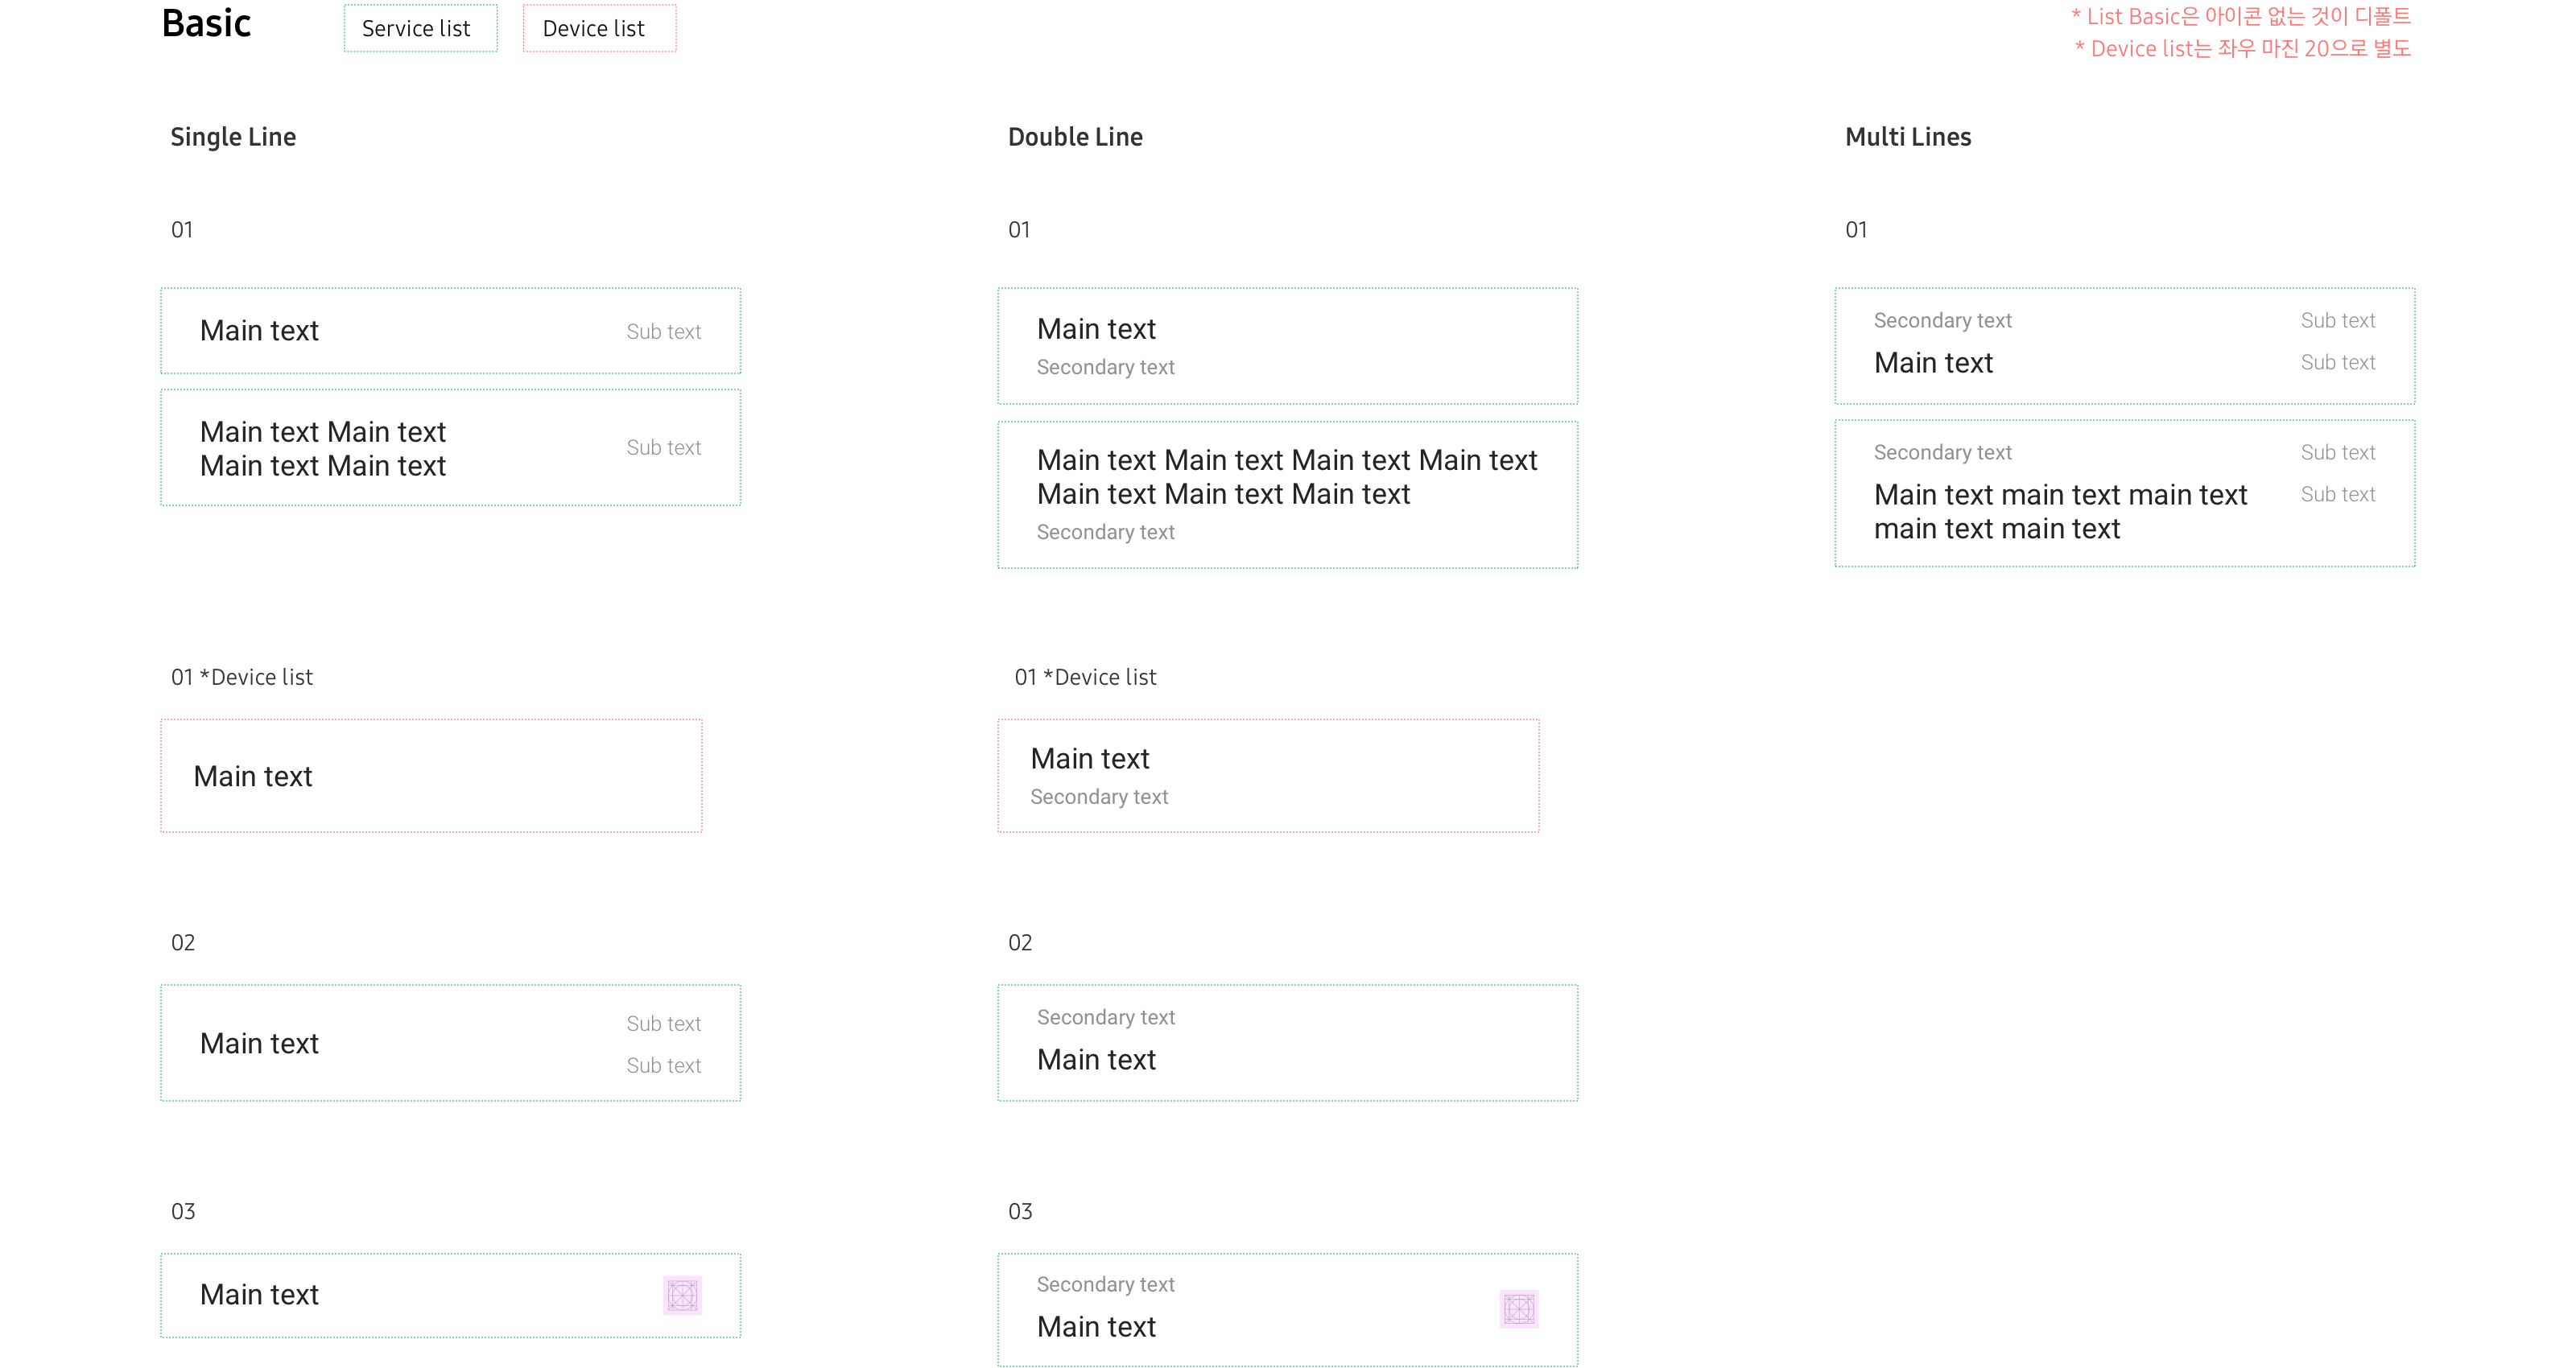 Basic
Service list
Device list
* List Basic은 아이콘 없는 것이 디폴트
* Device list는 좌우 마진 20으로 별도
Single Line
01
Main text
Sub text
Main text Main text
Main text Main text
Sub text
01 *Device list
Main text
02
Main text
Sub text
Sub text
03
Main text
Double Line
01
Main text
Secondary text
Main text Main text Main text Main text
Main text Main text Main text
Secondary text
01 *Device list
Main text
Secondary text
02
Secondary text
Main text
03
Secondary text
Main text
Multi Lines
01
Secondary text
Sub text
Main text
Sub text
Secondary text
Sub text
Main text main text main text
Sub text
main text main text